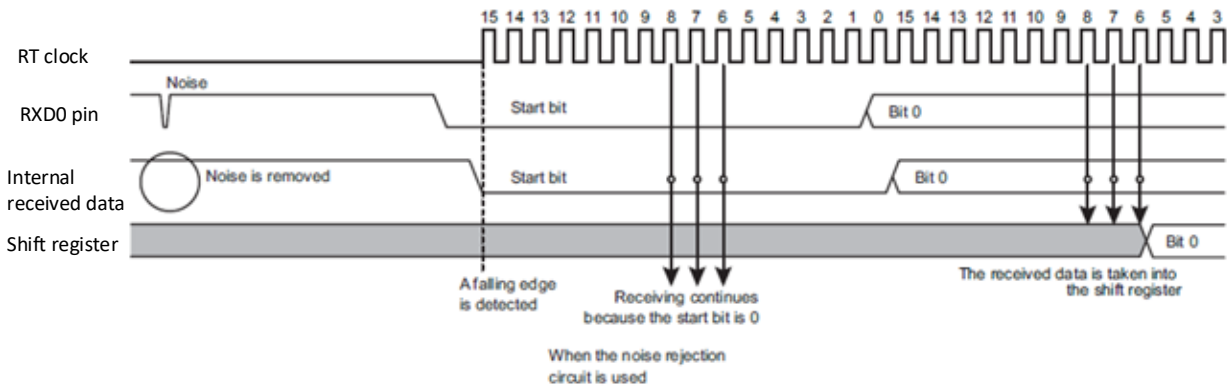 15 14 13 12 11 10 9 8 7 6 5 4 3 2 1 0 15 14 13 12 11 10 9 8 7 6 5 4 3
RT clock
Noise
RXD0 pin
Start bit
Bit 0
Internal
received data
Noise is removed
Start bit
Bit 0
Shift register
Bit 0
A falling edge
is detected
Receiving continues
because the start bit is 0
The received data is taken into
the shift register
When the noise rejection
circuit is used